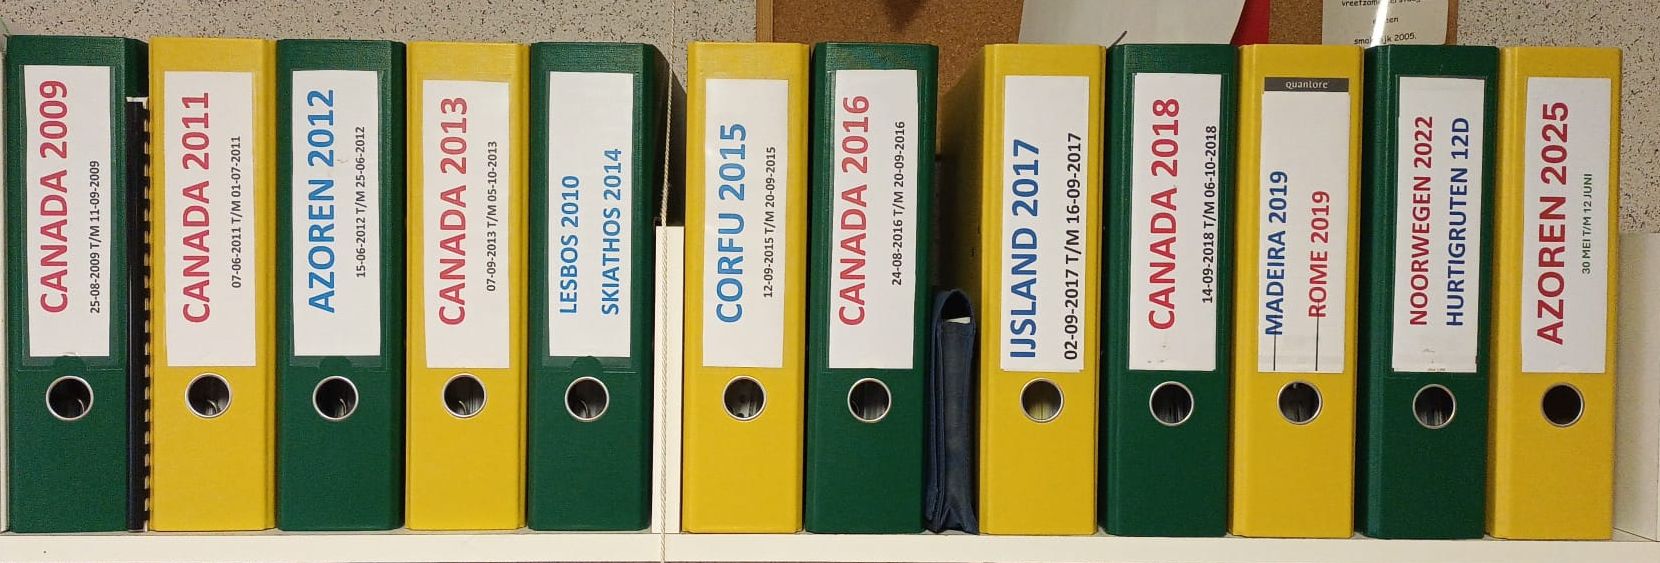 CANADA 2009
25-08-2009 T/M 11-09-2009
CANADA 2011
07-06-2011 T/M 01-07-2011
AZOREN 2012
15-06-2012 T/M 25-06-2012
CANADA 2013
07-09-2013 T/M 05-10-2013
LESBOS 2010
SKIATHOS 2014
CORFU 2015
12-09-2015 T/M 20-09-2015
CANADA 2016
24-08-2016 T/M 20-09-2016
IJSLAND 2017
02-09-2017 T/M 16-09-2017
CANADA 2018
14-09-2018 T/M 06-10-2018
quantore
MADEIRA 2019
ROME 2019
NOORWEGEN 2022
HURTIGRUTEN 12D
AZOREN 2025
30 MEI T/M 12 JUNI
2005.